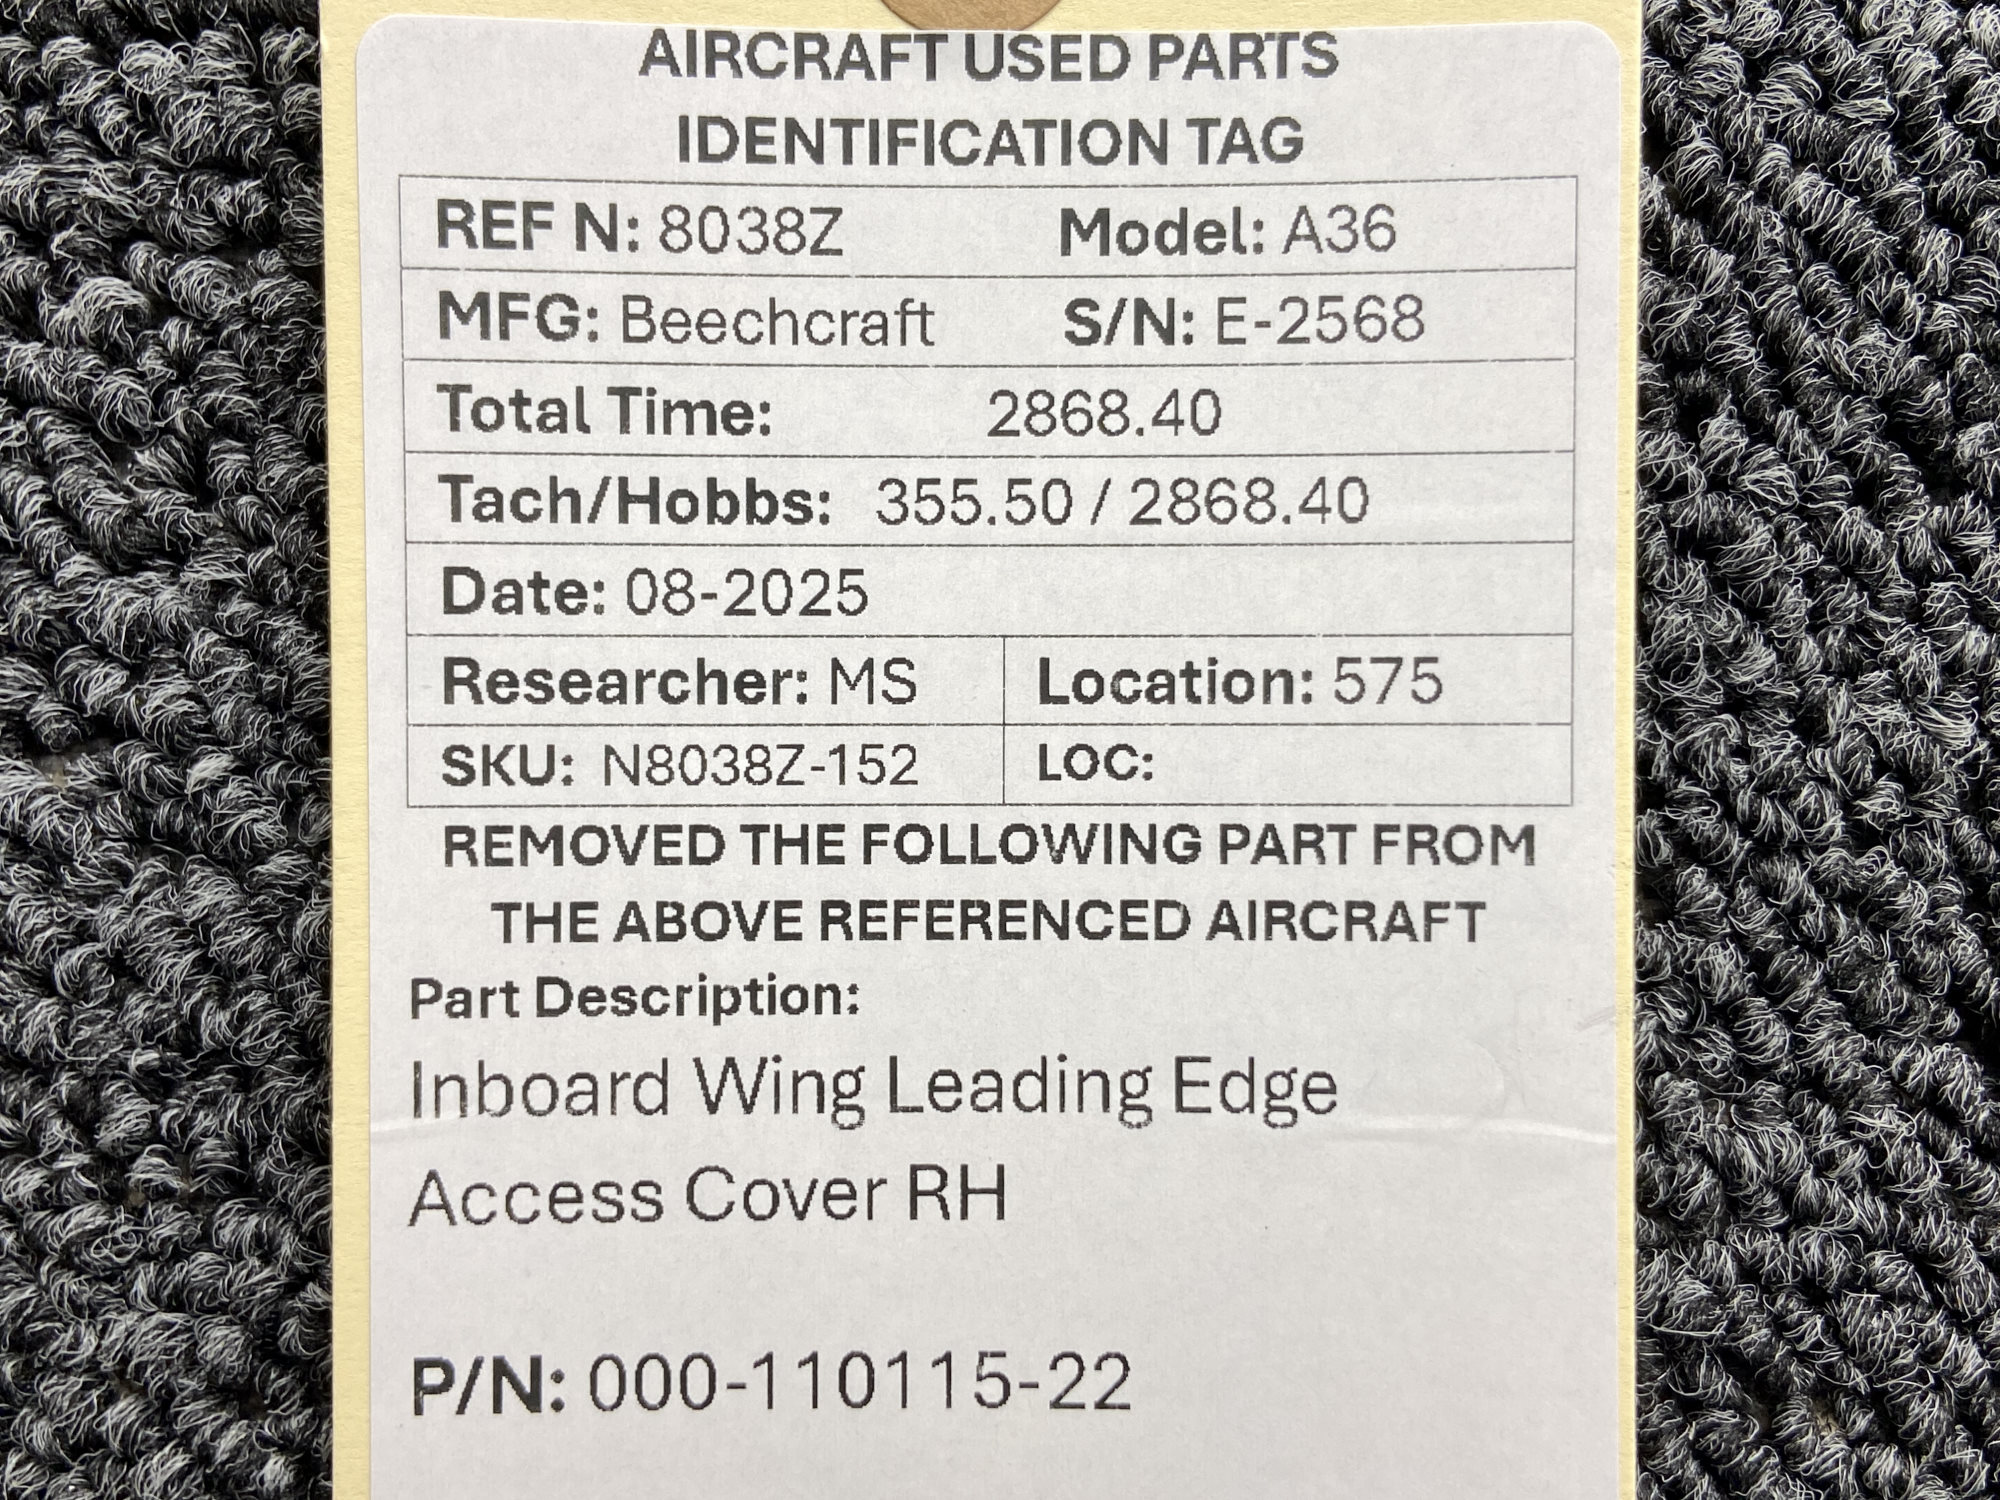 AIRCRAFT USED PARTS
IDENTIFICATION TAG
REF N: 8038Z Model: A36
MFG: Beechcraft S/N: E-2568
Total Time: 2868.40
Tach/Hobbs: 355.50 / 2868.40
Date: 08-2025
Researcher: MS Location: 575
SKU: N8038Z-152 LOC:
REMOVED THE FOLLOWING PART FROM
THE ABOVE REFERENCED AIRCRAFT
Part Description:
Inboard Wing Leading Edge
Access Cover RH
P/N: 000-110115-22